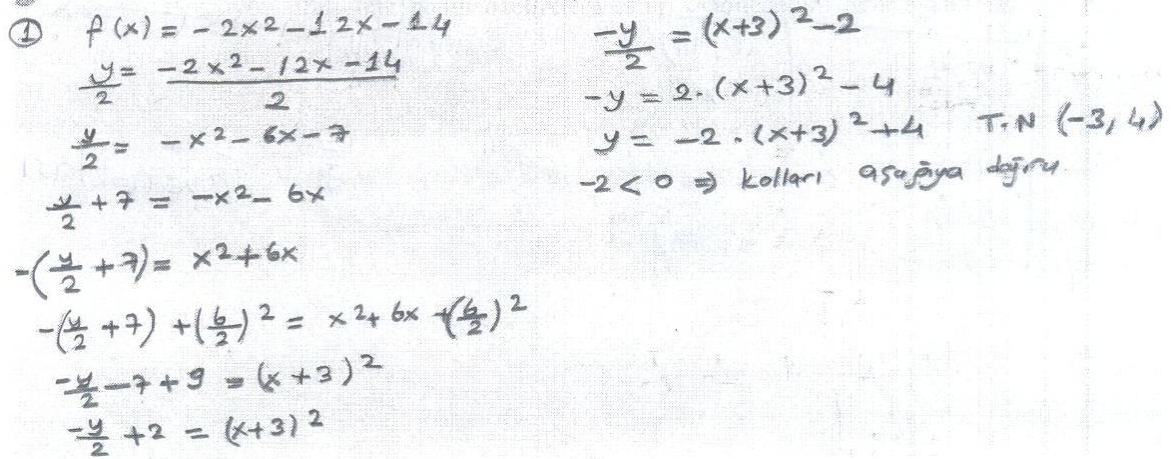 ① f(x) = -2x² - 12x - 14
y/2 = (-2x² - 12x - 14)/2
y/2 = -x² - 6x - 7
y/2 + 7 = -x² - 6x
-(y/2 + 7) = x² + 6x
-(y/2 + 7) + (6/2)² = x² + 6x + (6/2)²
-y/2 - 7 + 9 = (x+3)²
-y/2 + 2 = (x+3)²
-y/2 = (x+3)² - 2
-y = 2. (x+3)² - 4
y = -2 . (x+3)² + 4 T.N (-3, 4)
-2 < 0 ⇒ kolları aşağıya doğru.